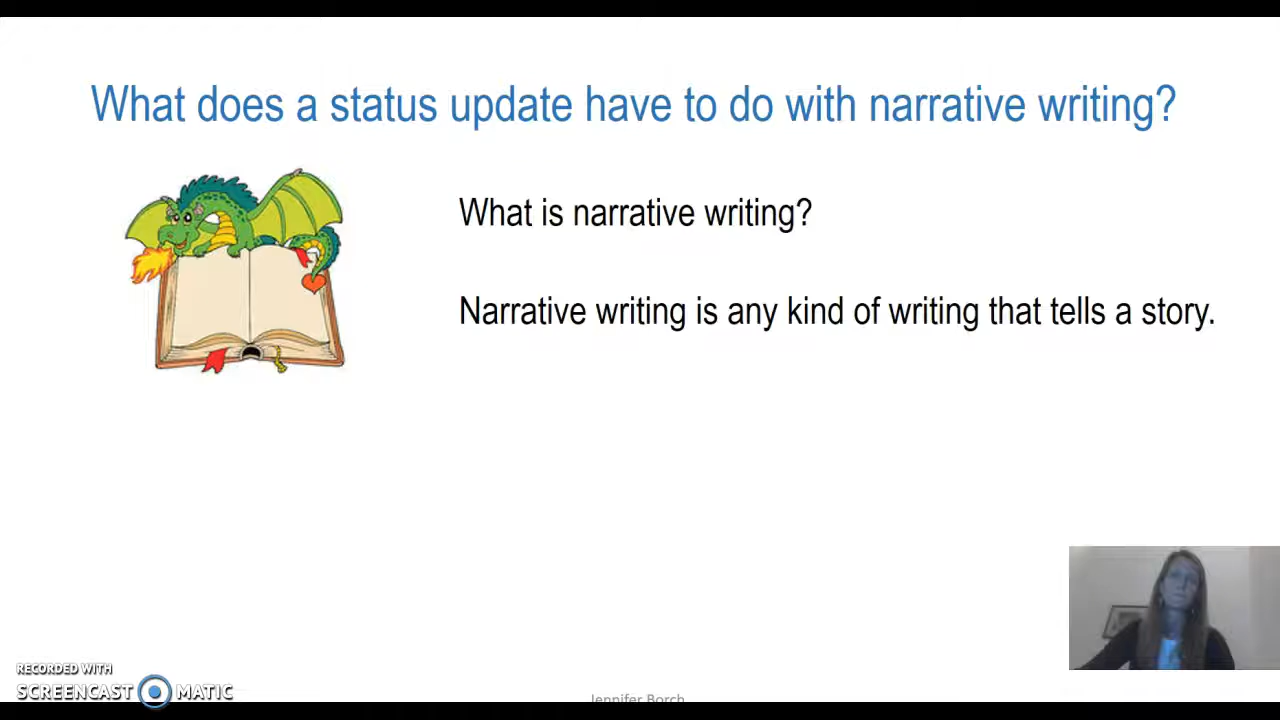 What does a status update have to do with narrative writing?
What is narrative writing?
Narrative writing is any kind of writing that tells a story.
RECORDED WITH
SCREENCAST MATIC
Jennifer Borch